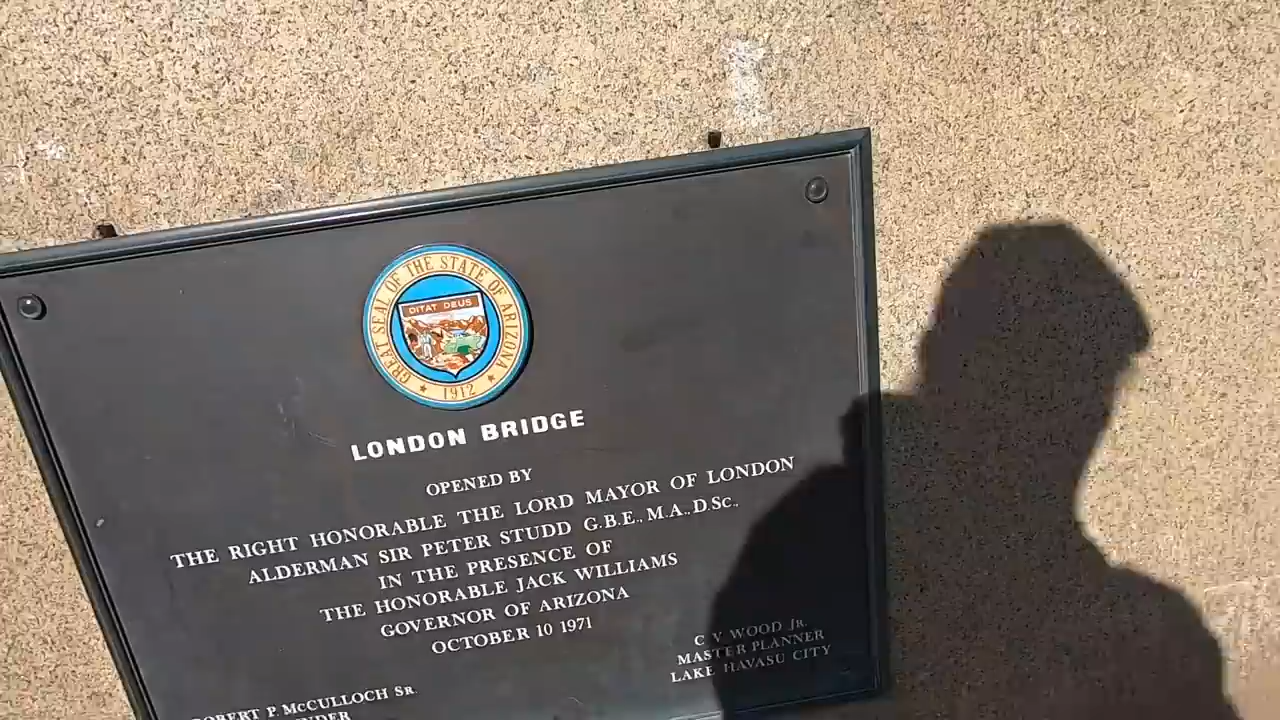 GREAT SEAL OF THE STATE OF ARIZONA
DITAT DEUS
1912
LONDON BRIDGE
OPENED BY
THE RIGHT HONORABLE THE LORD MAYOR OF LONDON
ALDERMAN SIR PETER STUDD G.B.E., M.A., D.Sc.,
IN THE PRESENCE OF
THE HONORABLE JACK WILLIAMS
GOVERNOR OF ARIZONA
OCTOBER 10 1971
C V WOOD Jr.
MASTER PLANNER
LAKE HAVASU CITY
P. McCULLOCH Sr.